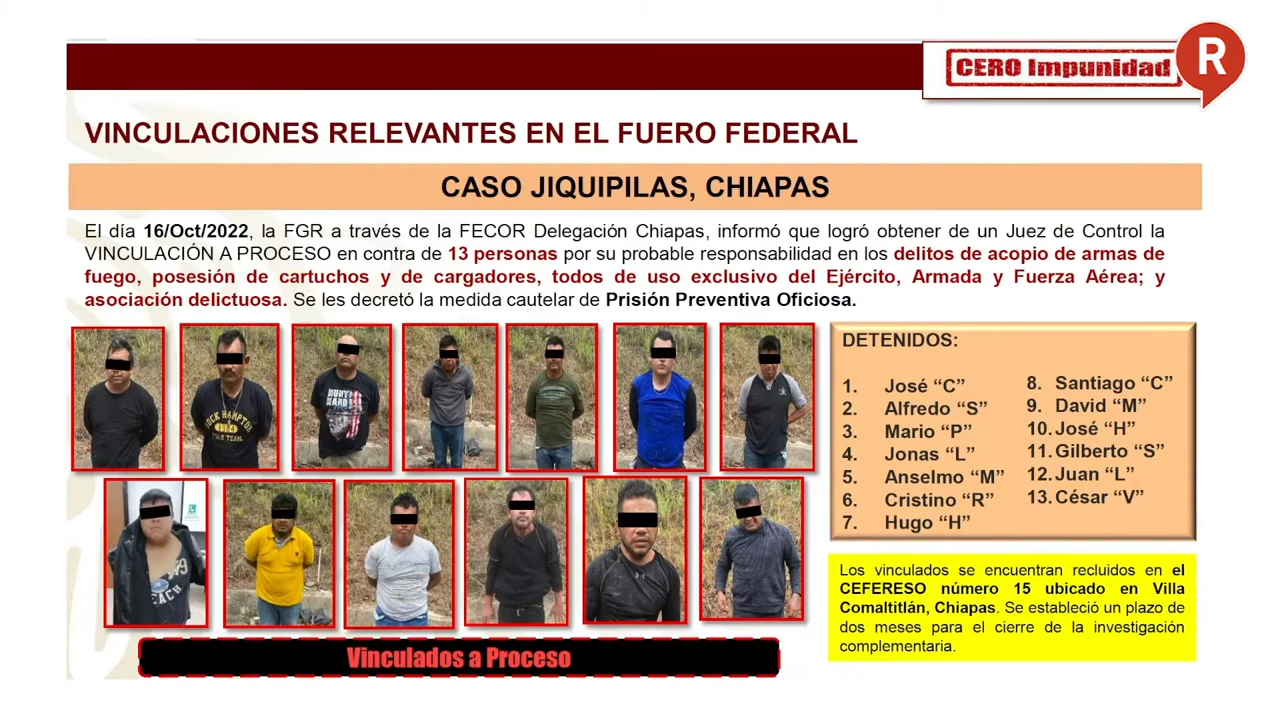 CERO Impunidad
R
VINCULACIONES RELEVANTES EN EL FUERO FEDERAL
CASO JIQUIPILAS, CHIAPAS
El día 16/Oct/2022, la FGR a través de la FECOR Delegación Chiapas, informó que logró obtener de un Juez de Control la
VINCULACIÓN A PROCESO en contra de 13 personas por su probable responsabilidad en los delitos de acopio de armas de
fuego, posesión de cartuchos y de cargadores, todos de uso exclusivo del Ejército, Armada y Fuerza Aérea; y
asociación delictuosa. Se les decretó la medida cautelar de Prisión Preventiva Oficiosa.
ROCK HAMPTON
POLO TEAM
DETENIDOS:
1. José “C”
2. Alfredo “S”
3. Mario “P”
4. Jonas “L”
5. Anselmo “M”
6. Cristino “R”
7. Hugo “H”
8. Santiago “C”
9. David “M”
10. José “H”
11. Gilberto “S”
12. Juan “L”
13. César “V”
Los vinculados se encuentran recluidos en el
CEFERESO número 15 ubicado en Villa
Comaltitlán, Chiapas. Se estableció un plazo de
dos meses para el cierre de la investigación
complementaria.
Vinculados a Proceso